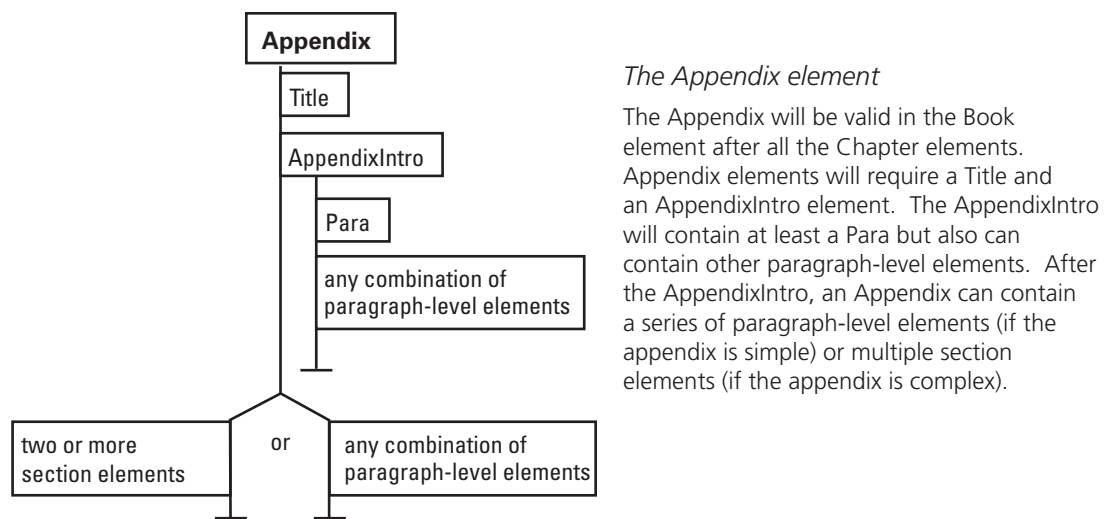 Appendix
Title
AppendixIntro
Para
any combination of
paragraph-level elements
two or more
section elements
or
any combination of
paragraph-level elements
The Appendix element
The Appendix will be valid in the Book
element after all the Chapter elements.
Appendix elements will require a Title and
an AppendixIntro element.  The AppendixIntro
will contain at least a Para but also can
contain other paragraph-level elements.  After
the AppendixIntro, an Appendix can contain
a series of paragraph-level elements (if the
appendix is simple) or multiple section
elements (if the appendix is complex).